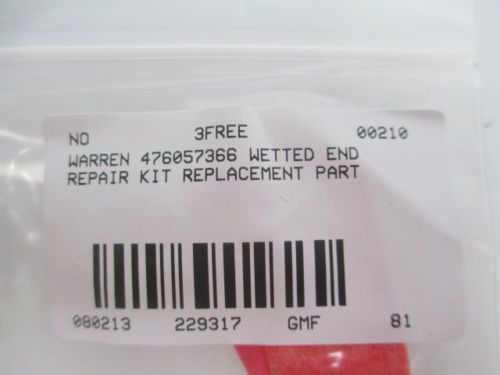 NO 3FREE 00210
WARREN 476057366 WETTED END
REPAIR KIT REPLACEMENT PART
080213 229317 GMF 81